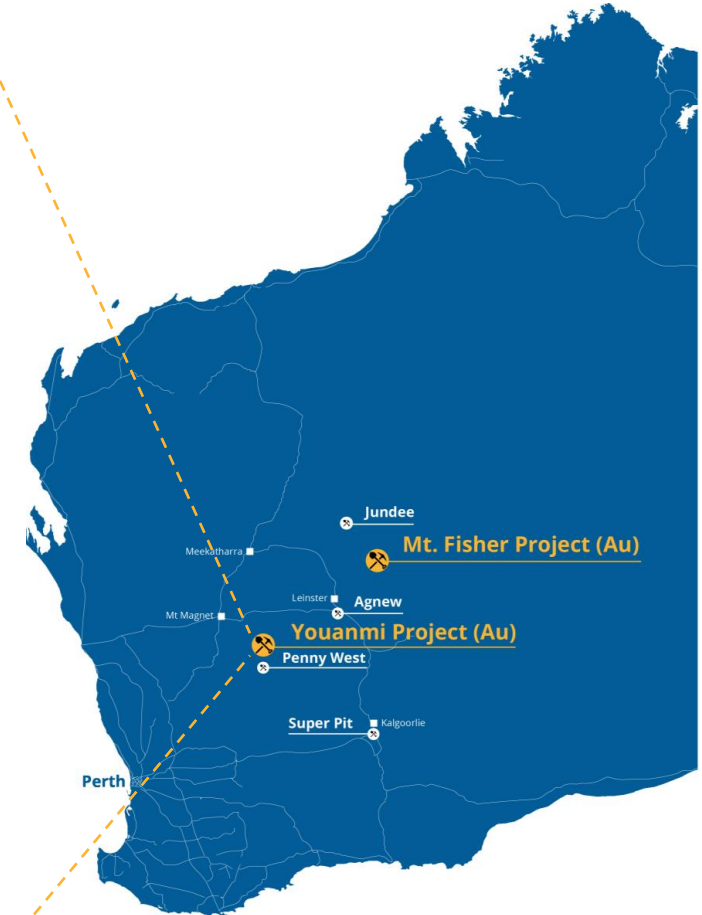 Jundee
Mt. Fisher Project (Au)
Meekatharra
Leinster
Agnew
Mt Magnet
Youanmi Project (Au)
Penny West
Super Pit
Kalgoorlie
Perth